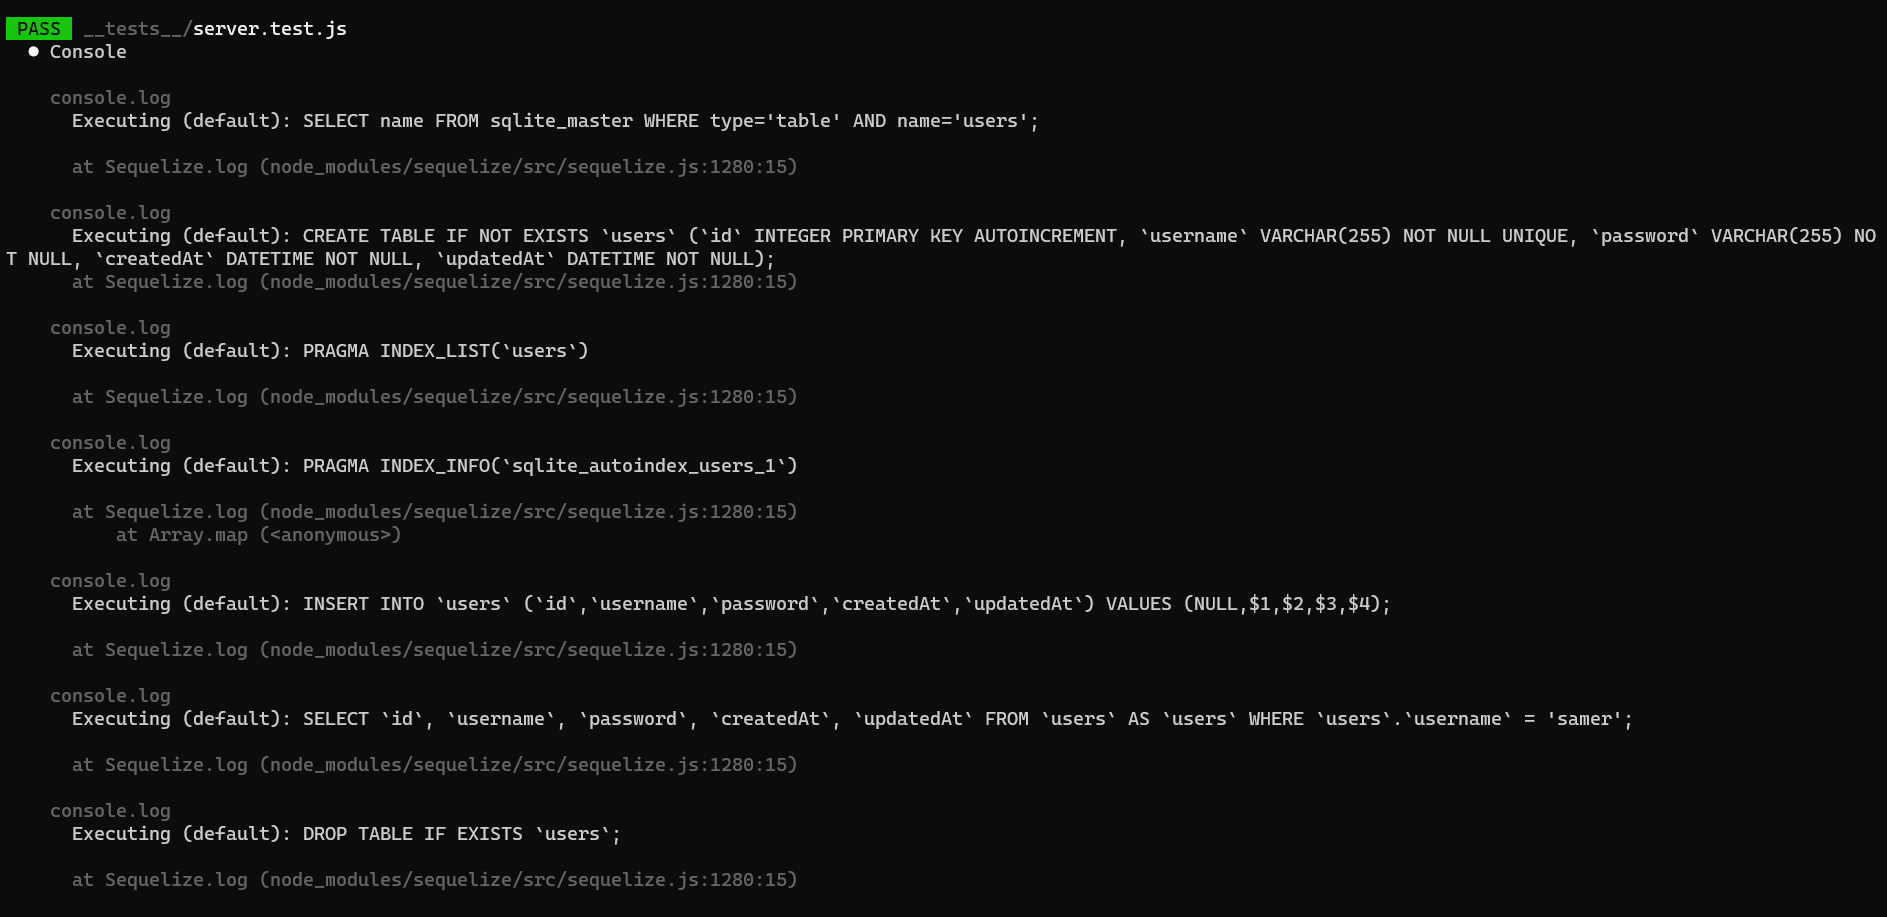 PASS __tests__/server.test.js
● Console
console.log
Executing (default): SELECT name FROM sqlite_master WHERE type='table' AND name='users';
at Sequelize.log (node_modules/sequelize/src/sequelize.js:1280:15)
console.log
Executing (default): CREATE TABLE IF NOT EXISTS `users` (`id` INTEGER PRIMARY KEY AUTOINCREMENT, `username` VARCHAR(255) NOT NULL UNIQUE, `password` VARCHAR(255) NO
T NULL, `createdAt` DATETIME NOT NULL, `updatedAt` DATETIME NOT NULL);
at Sequelize.log (node_modules/sequelize/src/sequelize.js:1280:15)
console.log
Executing (default): PRAGMA INDEX_LIST(`users`)
at Sequelize.log (node_modules/sequelize/src/sequelize.js:1280:15)
console.log
Executing (default): PRAGMA INDEX_INFO(`sqlite_autoindex_users_1`)
at Sequelize.log (node_modules/sequelize/src/sequelize.js:1280:15)
at Array.map (<anonymous>)
console.log
Executing (default): INSERT INTO `users` (`id`,`username`,`password`,`createdAt`,`updatedAt`) VALUES (NULL,$1,$2,$3,$4);
at Sequelize.log (node_modules/sequelize/src/sequelize.js:1280:15)
console.log
Executing (default): SELECT `id`, `username`, `password`, `createdAt`, `updatedAt` FROM `users` AS `users` WHERE `users`.`username` = 'samer';
at Sequelize.log (node_modules/sequelize/src/sequelize.js:1280:15)
console.log
Executing (default): DROP TABLE IF EXISTS `users`;
at Sequelize.log (node_modules/sequelize/src/sequelize.js:1280:15)